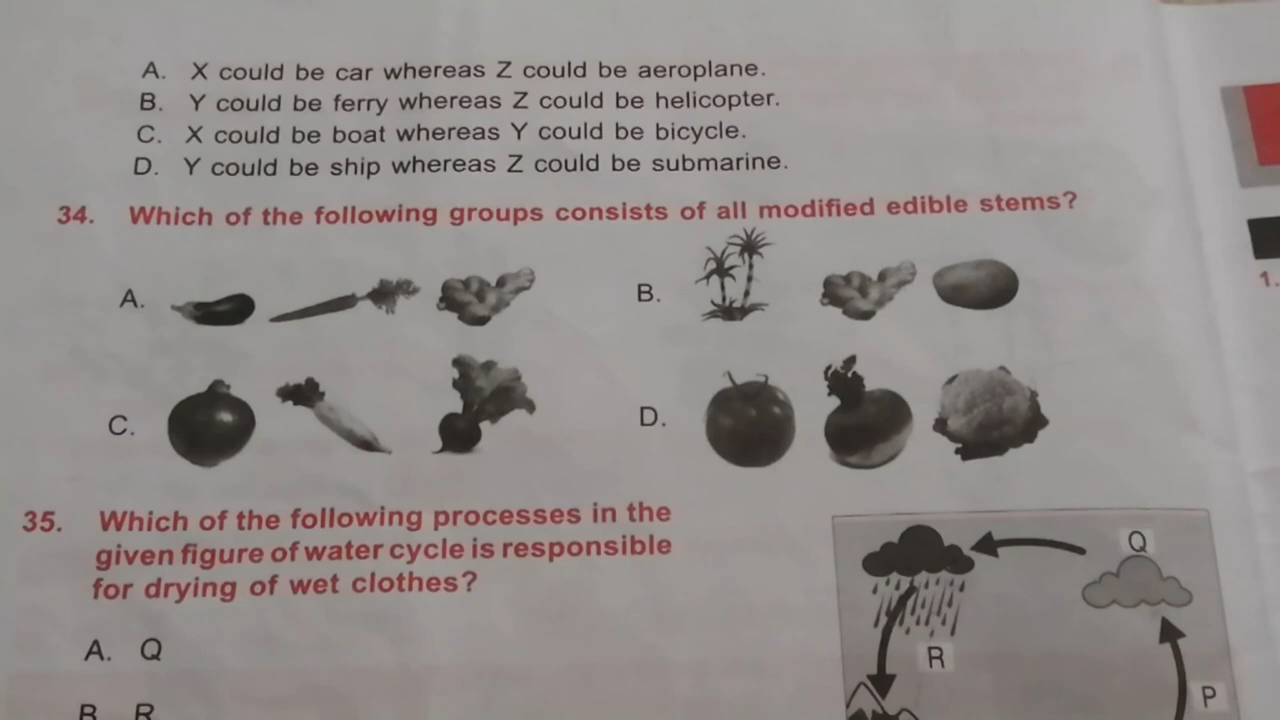 A. X could be car whereas Z could be aeroplane.
B. Y could be ferry whereas Z could be helicopter.
C. X could be boat whereas Y could be bicycle.
D. Y could be ship whereas Z could be submarine.
34. Which of the following groups consists of all modified edible stems?
A.
B.
C.
D.
35. Which of the following processes in the
given figure of water cycle is responsible
for drying of wet clothes?
A. Q
B R
Q
R
P
1.